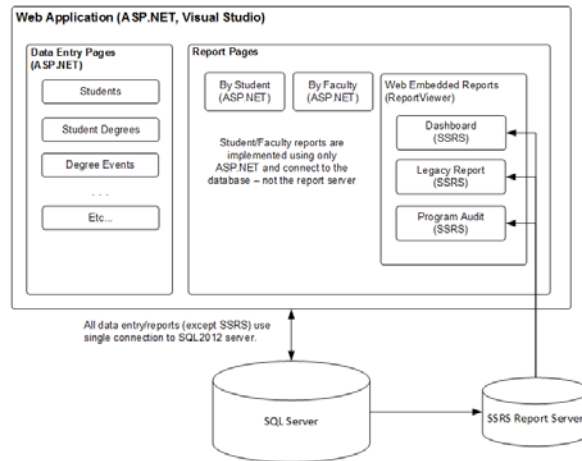 Web Application (ASP.NET, Visual Studio)
Data Entry Pages
(ASP.NET)
Students
Student Degrees
Degree Events
. . .
Etc...
Report Pages
By Student
(ASP.NET)
By Faculty
(ASP.NET)
Student/Faculty reports are
implemented using only
ASP.NET and connect to the
database – not the report server
Web Embedded Reports
(ReportViewer)
Dashboard
(SSRS)
Legacy Report
(SSRS)
Program Audit
(SSRS)
All data entry/reports (except SSRS) use
single connection to SQL2012 server.
SQL Server
SSRS Report Server